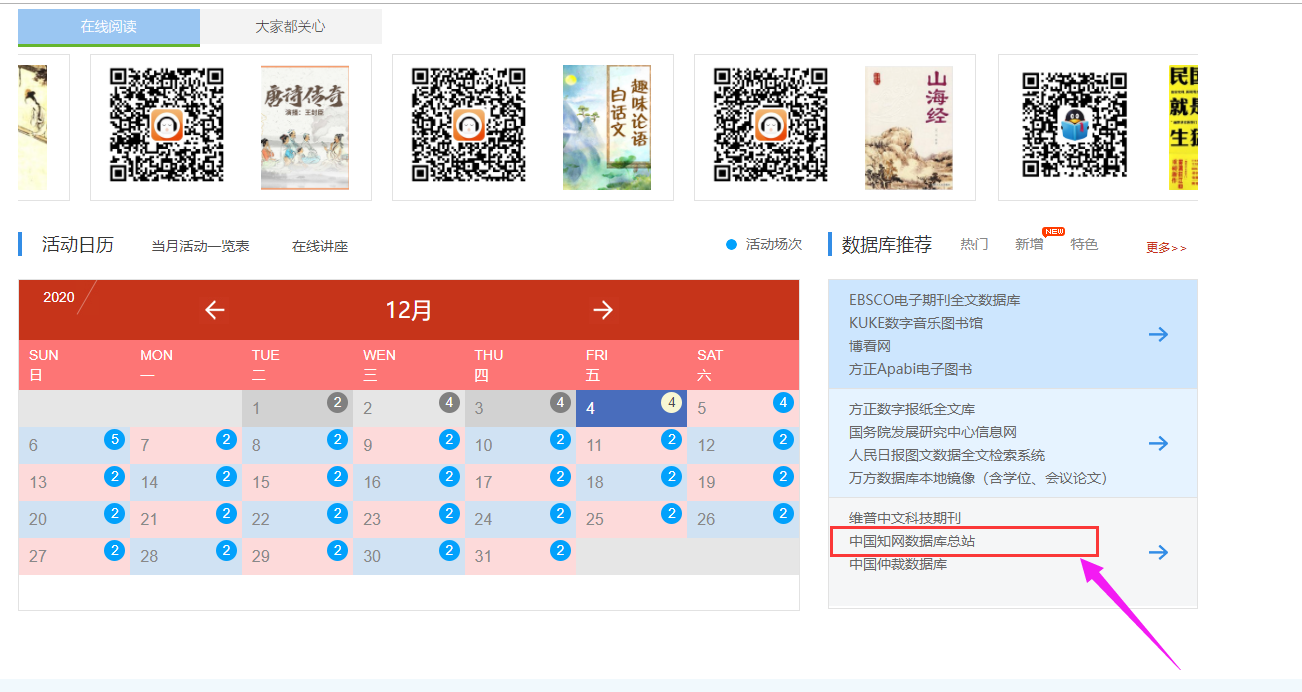 在线阅读
大家都关心
唐诗传奇
演播：王封臣
趣味论语
白话文
山海经
民国
就是
生猛
活动日历
当月活动一览表
在线讲座
活动场次
数据库推荐
热门
新增
NEW
特色
更多>>
2020
12月
SUN MON TUE WEN THU FRI SAT
日 一 二 三 四 五 六
1 2 2 4 3 4 4 4 5 4
6 5 7 2 8 2 9 2 10 2 11 2 12 2
13 2 14 2 15 2 16 2 17 2 18 2 19 2
20 2 21 2 22 2 23 2 24 2 25 2 26 2
27 2 28 2 29 2 30 2 31 2
EBSCO电子期刊全文数据库
KUKE数字音乐图书馆
博看网
方正Apabi电子图书
方正数字报纸全文库
国务院发展研究中心信息网
人民日报图文数据全文检索系统
万方数据库本地镜像（含学位、会议论文）
维普中文科技期刊
中国知网数据库总站
中国仲裁数据库